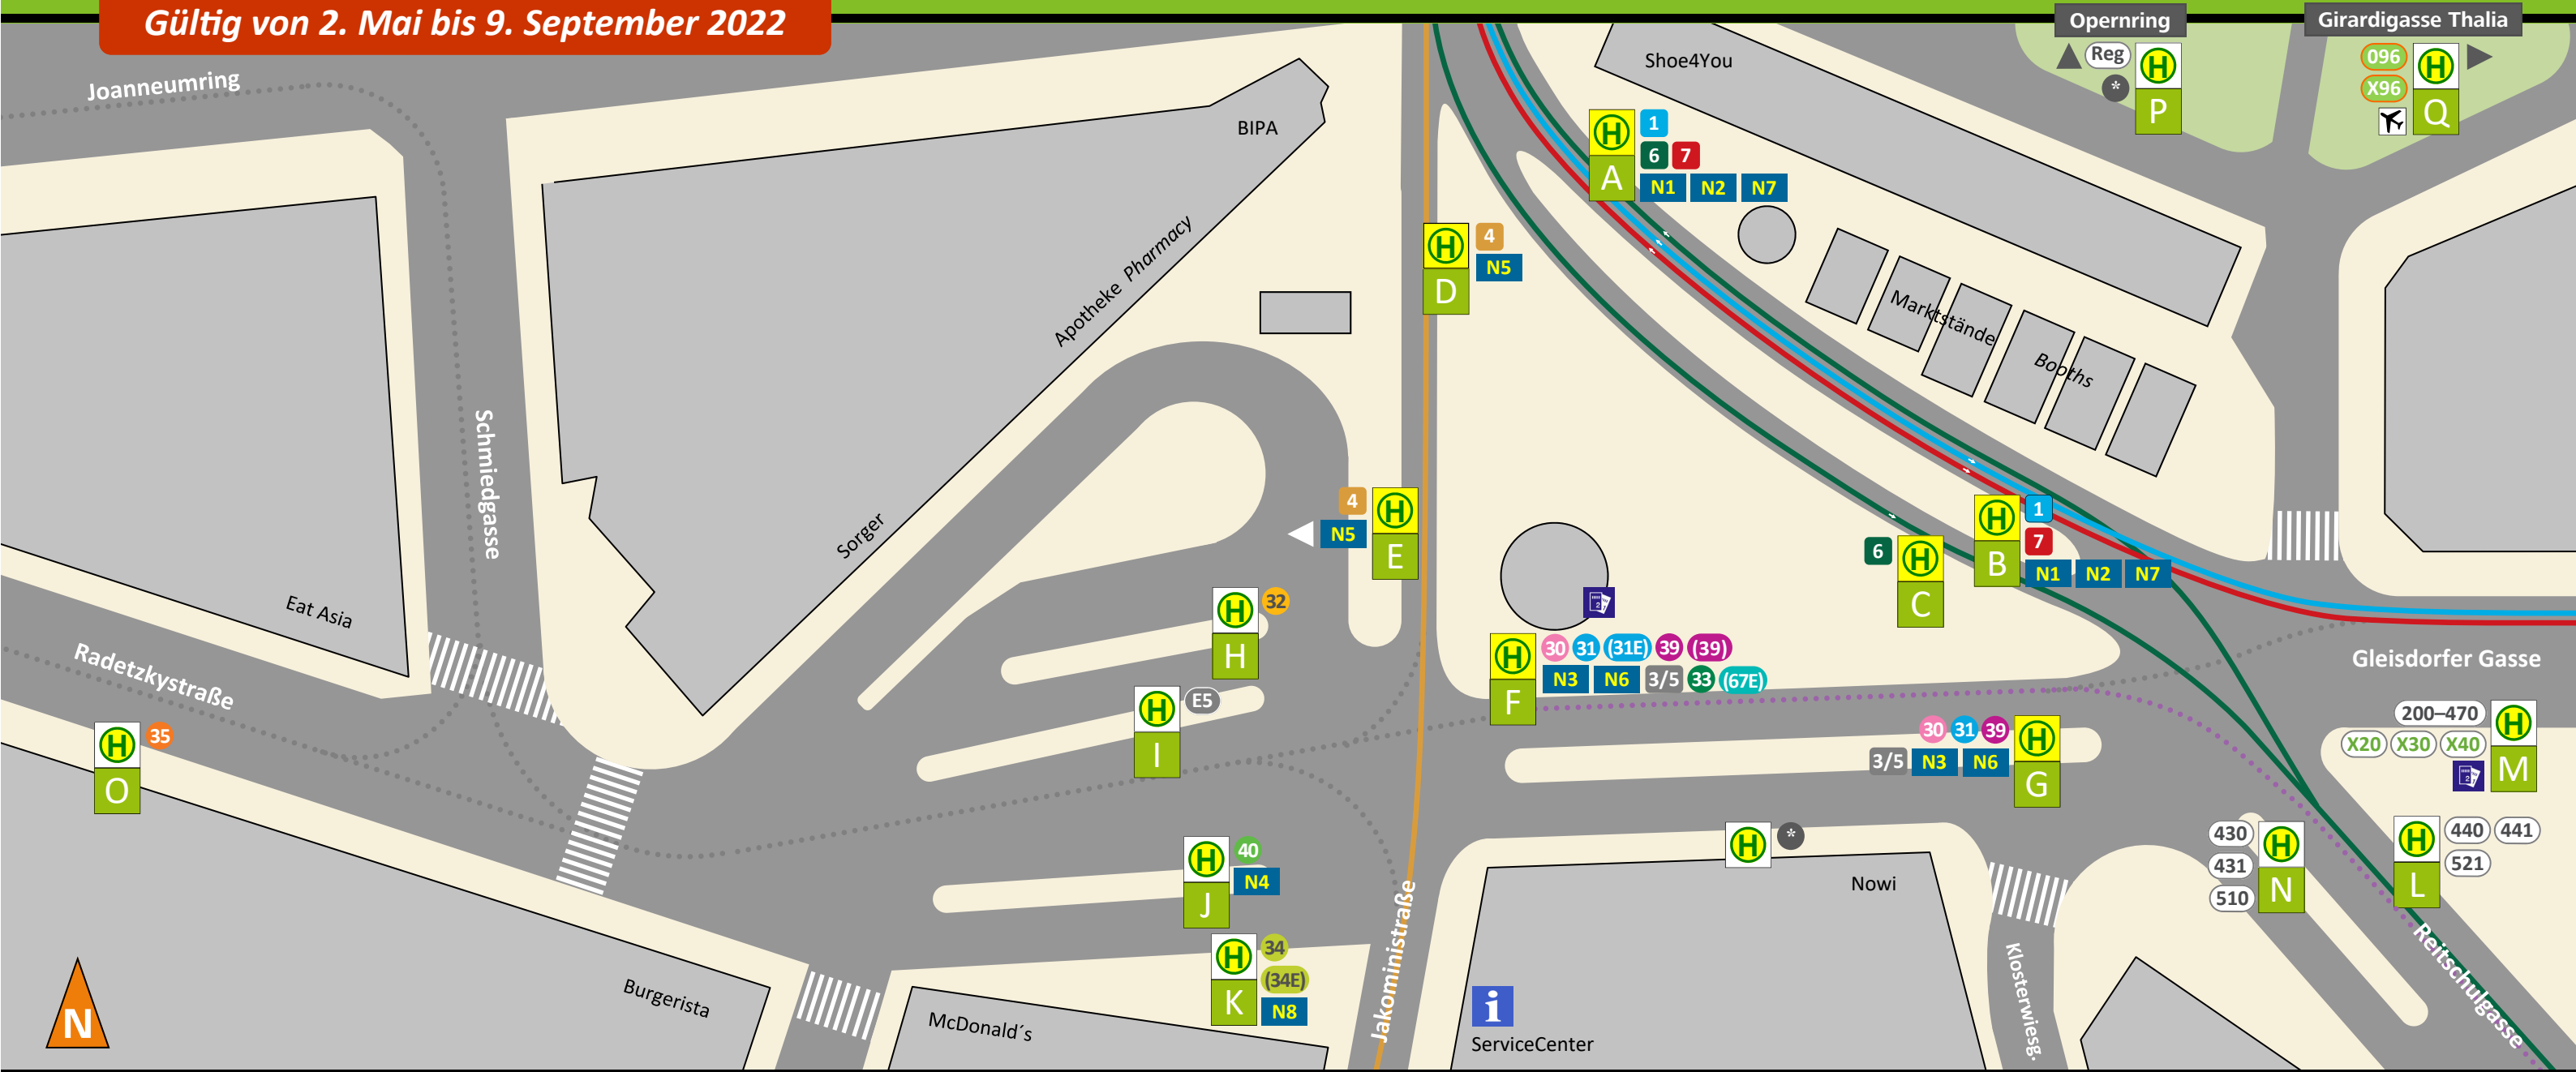 Gültig von 2. Mai bis 9. September 2022
Opernring
Girardigasse Thalia
Reg
*
H
P
096
X96
H
Q
Joanneumring
Shoe4You
BIPA
H
A
1
6 7
N1 N2 N7
H
D
4
N5
Apotheke Pharmacy
Sorger
Marktstände
Booths
Schmiedgasse
4
N5
H
E
H
B
1
7
N1 N2 N7
6
H
C
Eat Asia
H
H
32
H
F
30 31 (31E) 39 (39)
N3 N6 3/5 33 (67E)
Gleisdorfer Gasse
Radetzkystraße
H
I
E5
H
O
35
30 31 39
3/5 N3 N6
H
G
200–470
X20 X30 X40
H
M
H
J
40
N4
H
*
Nowi
430
431
510
H
N
H
L
440 441
521
H
K
34
(34E)
N8
Jakoministraße
Klosterwiesg.
Reitschulgasse
N
Burgerista
McDonald´s
i
ServiceCenter